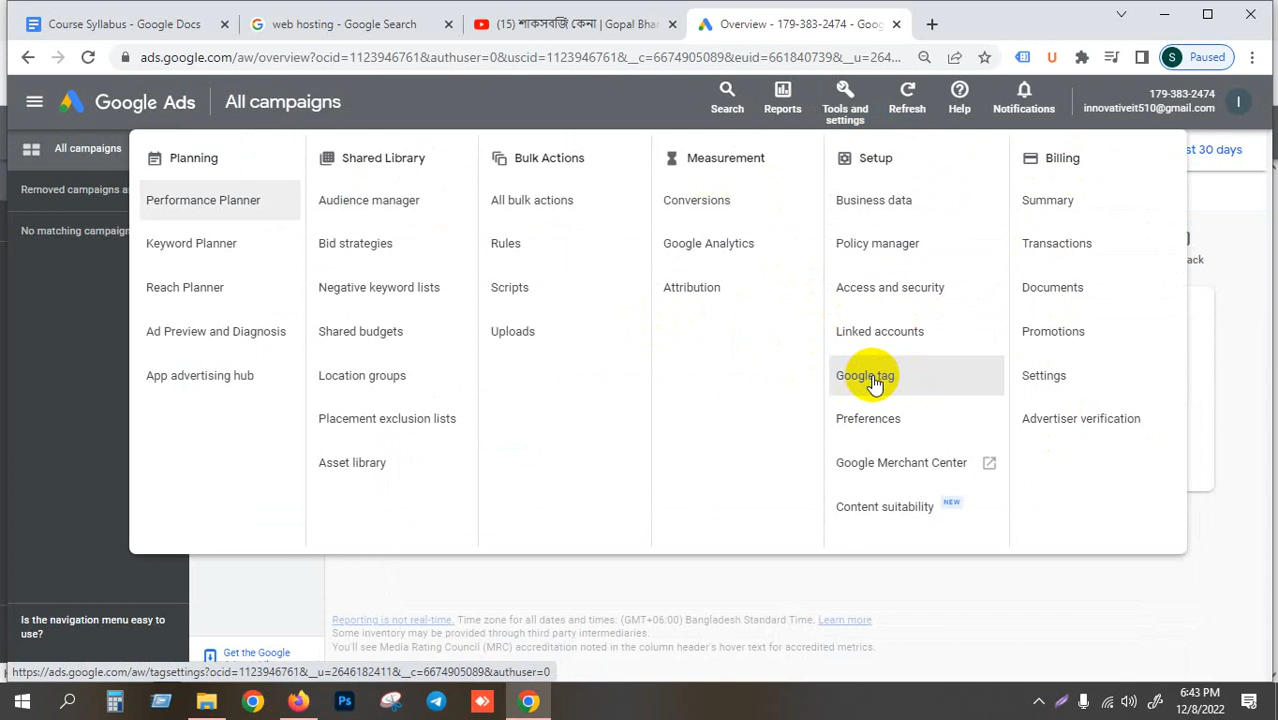 Course Syllabus - Google Docs
web hosting - Google Search
(15) শাকসবজি কেনা | Gopal Bhar
Overview - 179-383-2474 - Goog
ads.google.com/aw/overview?ocid=1123946761&authuser=0&uscid=1123946761&__c=6674905089&euid=661840739&__u=264...
U
S
Paused
Google Ads
All campaigns
Search
Reports
Tools and settings
Refresh
Help
Notifications
179-383-2474
innovativeit510@gmail.com
I
All campaigns
st 30 days
Removed campaigns a
No matching campaign
ack
Planning
Performance Planner
Keyword Planner
Reach Planner
Ad Preview and Diagnosis
App advertising hub
Shared Library
Audience manager
Bid strategies
Negative keyword lists
Shared budgets
Location groups
Placement exclusion lists
Asset library
Bulk Actions
All bulk actions
Rules
Scripts
Uploads
Measurement
Conversions
Google Analytics
Attribution
Setup
Business data
Policy manager
Access and security
Linked accounts
Google tag
Preferences
Google Merchant Center
Content suitability NEW
Billing
Summary
Transactions
Documents
Promotions
Settings
Advertiser verification
Is the navigation menu easy to
use?
Get the Google
Reporting is not real-time. Time zone for all dates and times: (GMT+06:00) Bangladesh Standard Time. Learn more
Some inventory may be provided through third party intermediaries.
You'll see Media Rating Council (MRC) accreditation noted in the column header's hover text for accredited metrics.
https://ads.google.com/aw/tagsettings?ocid=1123946761&__u=2646182411&__c=6674905089&authuser=0
Ps
6:43 PM
12/8/2022